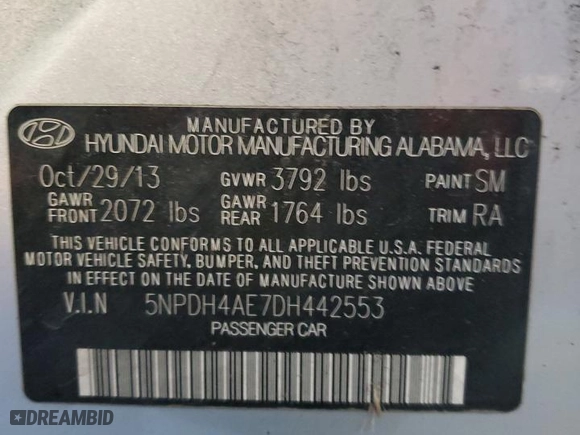 MANUFACTURED BY
HYUNDAI MOTOR MANUFACTURING ALABAMA, LLC
Oct/29/13 GVWR 3792 lbs PAINT SM
GAWR FRONT 2072 lbs GAWR REAR 1764 lbs TRIM RA
THIS VEHICLE CONFORMS TO ALL APPLICABLE U.S.A. FEDERAL
MOTOR VEHICLE SAFETY, BUMPER, AND THEFT PREVENTION STANDARDS
IN EFFECT ON THE DATE OF MANUFACTURE SHOWN ABOVE
V.I.N 5NPDH4AE7DH442553
PASSENGER CAR
DREAMBID